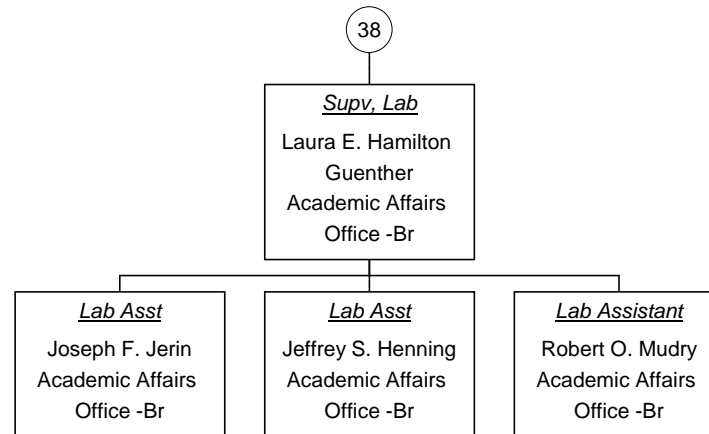 38
Supv, Lab
Laura E. Hamilton
Guenther
Academic Affairs
Office -Br
Lab Asst
Joseph F. Jerin
Academic Affairs
Office -Br
Lab Asst
Jeffrey S. Henning
Academic Affairs
Office -Br
Lab Assistant
Robert O. Mudry
Academic Affairs
Office -Br